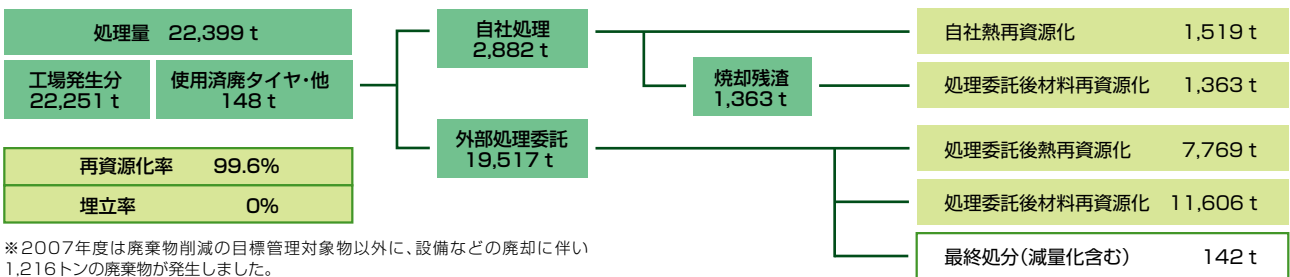 処理量 22,399 t
工場発生分
22,251 t
使用済廃タイヤ・他
148 t
再資源化率 99.6%
埋立率 0%
※2007年度は廃棄物削減の目標管理対象物以外に、設備などの廃却に伴い
1,216トンの廃棄物が発生しました。
自社処理
2,882 t
焼却残渣
1,363 t
外部処理委託
19,517 t
自社熱再資源化 1,519 t
処理委託後材料再資源化 1,363 t
処理委託後熱再資源化 7,769 t
処理委託後材料再資源化 11,606 t
最終処分(減量化含む) 142 t